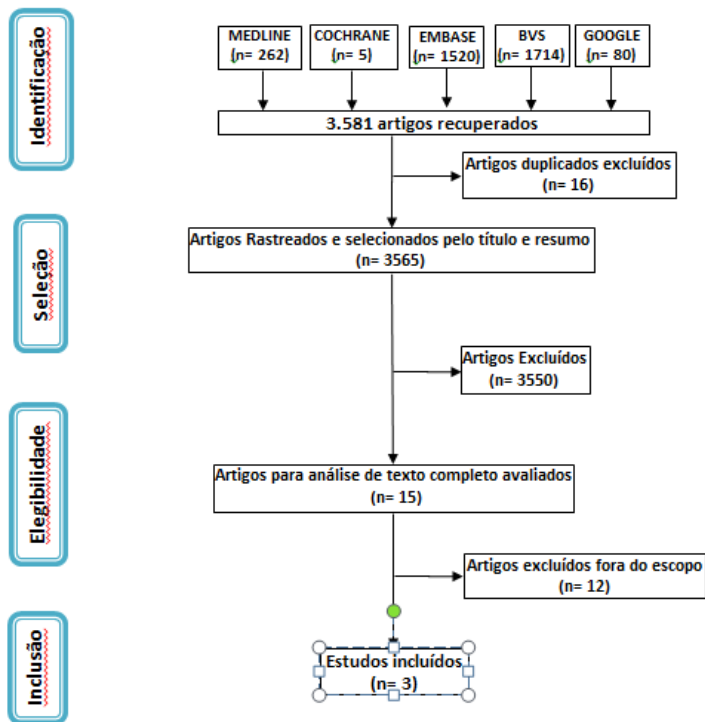 Identificação
MEDLINE
(n= 262)
COCHRANE
(n= 5)
EMBASE
(n= 1520)
BVS
(n= 1714)
GOOGLE
(n= 80)
3.581 artigos recuperados
Artigos duplicados excluídos
(n= 16)
Seleção
Artigos Rastreados e selecionados pelo título e resumo
(n= 3565)
Artigos Excluídos
(n= 3550)
Elegibilidade
Artigos para análise de texto completo avaliados
(n= 15)
Artigos excluídos fora do escopo
(n= 12)
Inclusão
Estudos incluídos
(n= 3)